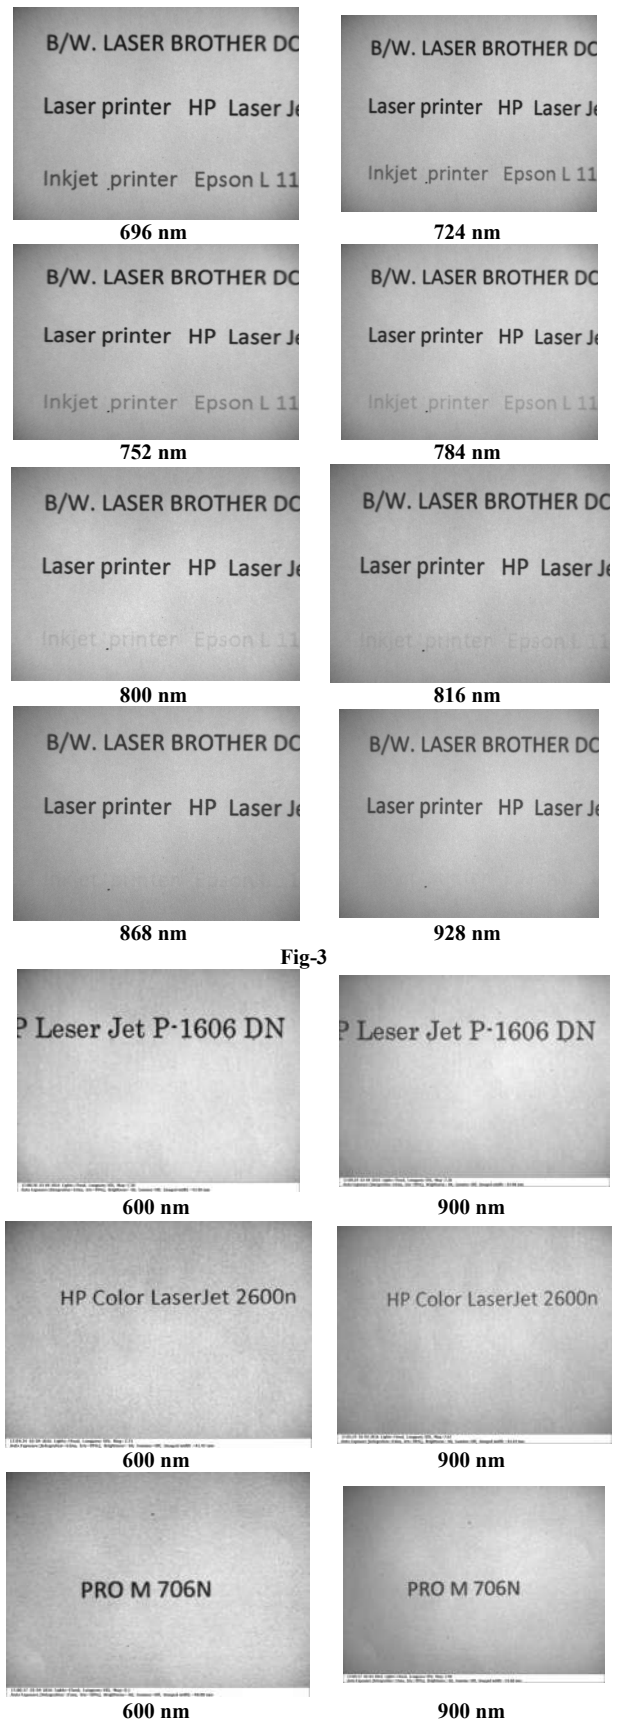 B/W. LASER BROTHER DC
B/W. LASER BROTHER DC
Laser printer HP Laser Je
Laser printer HP Laser Je
Inkjet printer Epson L 11
Inkjet printer Epson L 11
696 nm
724 nm
B/W. LASER BROTHER DC
B/W. LASER BROTHER DC
Laser printer HP Laser Je
Laser printer HP Laser Je
Inkjet printer Epson L 11
Inkjet printer Epson L 11
752 nm
784 nm
B/W. LASER BROTHER DC
B/W. LASER BROTHER DC
Laser printer HP Laser Je
Laser printer HP Laser Je
Inkjet printer Epson L 11
Inkjet printer Epson L 11
800 nm
816 nm
B/W. LASER BROTHER DC
B/W. LASER BROTHER DC
Laser printer HP Laser Je
Laser printer HP Laser Je
868 nm
928 nm
Fig-3
P Leser Jet P-1606 DN
P Leser Jet P-1606 DN
600 nm
900 nm
HP Color LaserJet 2600n
HP Color LaserJet 2600n
600 nm
900 nm
PRO M 706N
PRO M 706N
600 nm
900 nm